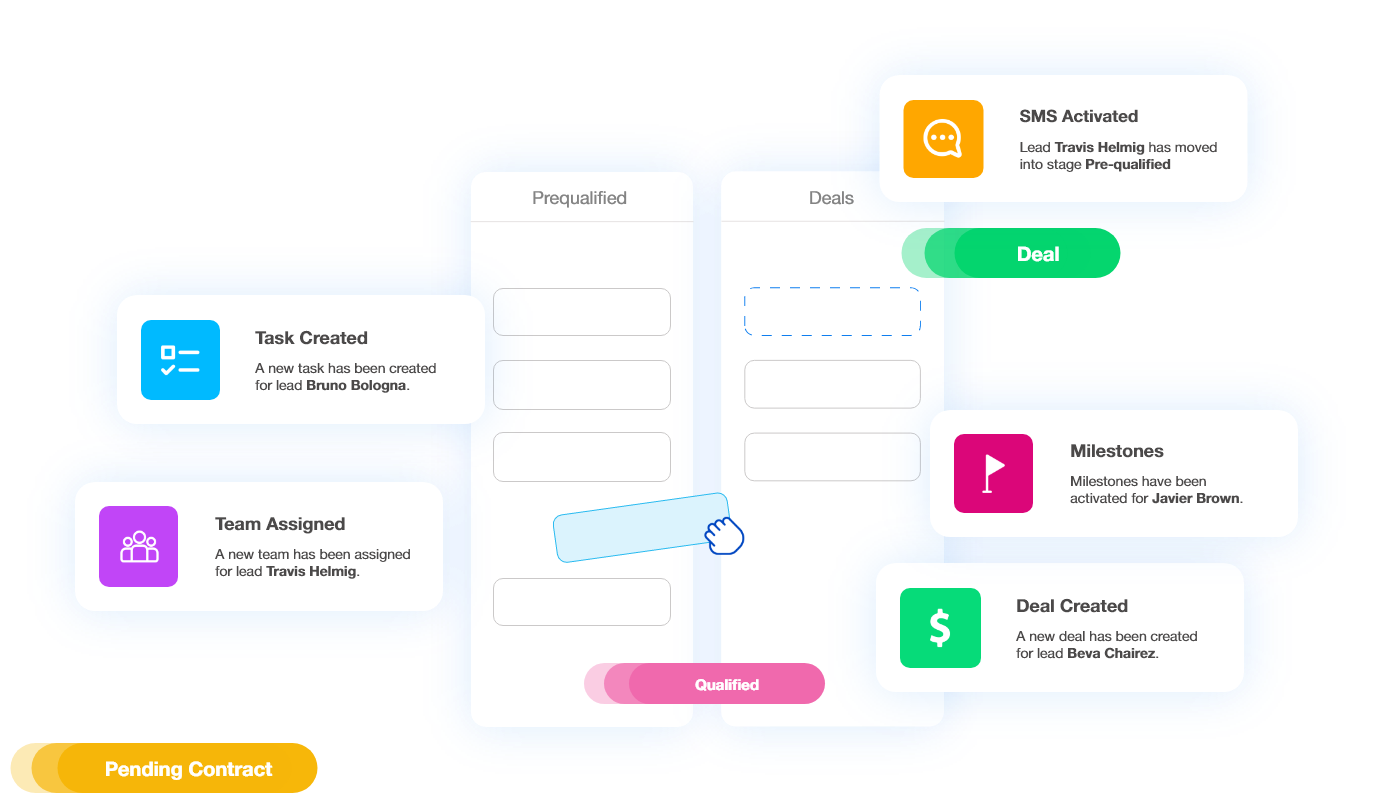 SMS Activated
Lead Travis Helmig has moved
into stage Pre-qualified
Prequalified
Deals
Deal
Task Created
A new task has been created
for lead Bruno Bologna.
Milestones
Milestones have been
activated for Javier Brown.
Team Assigned
A new team has been assigned
for lead Travis Helmig.
Deal Created
A new deal has been created
for lead Beva Chairez.
Qualified
Pending Contract